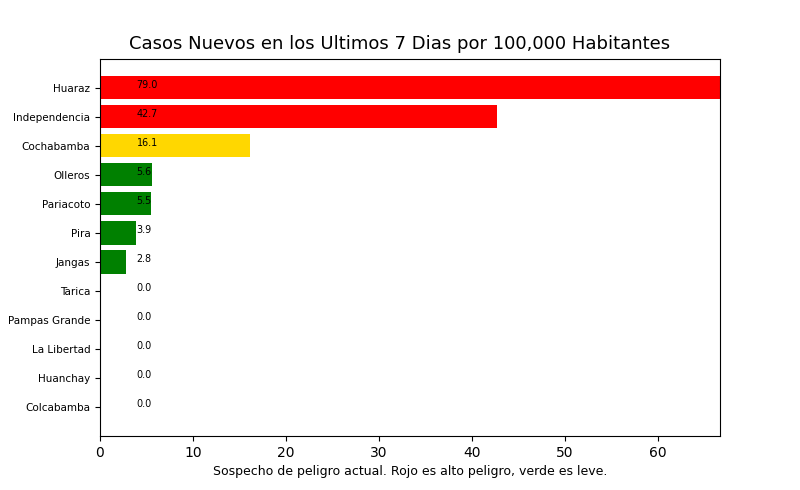 Casos Nuevos en los Ultimos 7 Dias por 100,000 Habitantes
Huaraz 79.0
Independencia 42.7
Cochabamba 16.1
Olleros 5.6
Pariacoto 5.5
Pira 3.9
Jangas 2.8
Tarica 0.0
Pampas Grande 0.0
La Libertad 0.0
Huanchay 0.0
Colcabamba 0.0
0 10 20 30 40 50 60
Sospecho de peligro actual. Rojo es alto peligro, verde es leve.